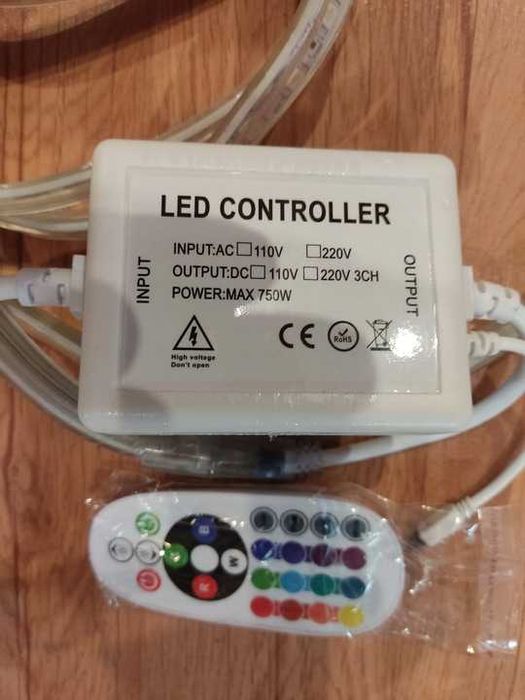 LED CONTROLLER
INPUT:AC☐110V ☐220V
OUTPUT:DC☐110V ☐220V 3CH
POWER:MAX 750W
INPUT
OUTPUT
High voltage
Don't open
CE
RoHS
B
G
M
R